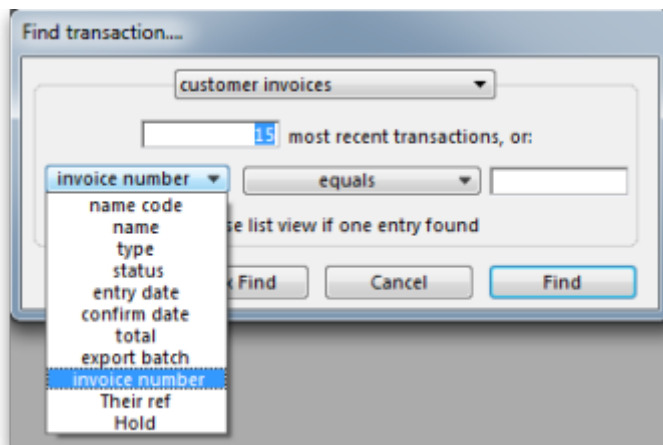 Find transaction....
customer invoices
15 most recent transactions, or:
invoice number equals
name code
name
se list view if one entry found
type
status
entry date
Find Cancel Find
confirm date
total
export batch
invoice number
Their ref
Hold